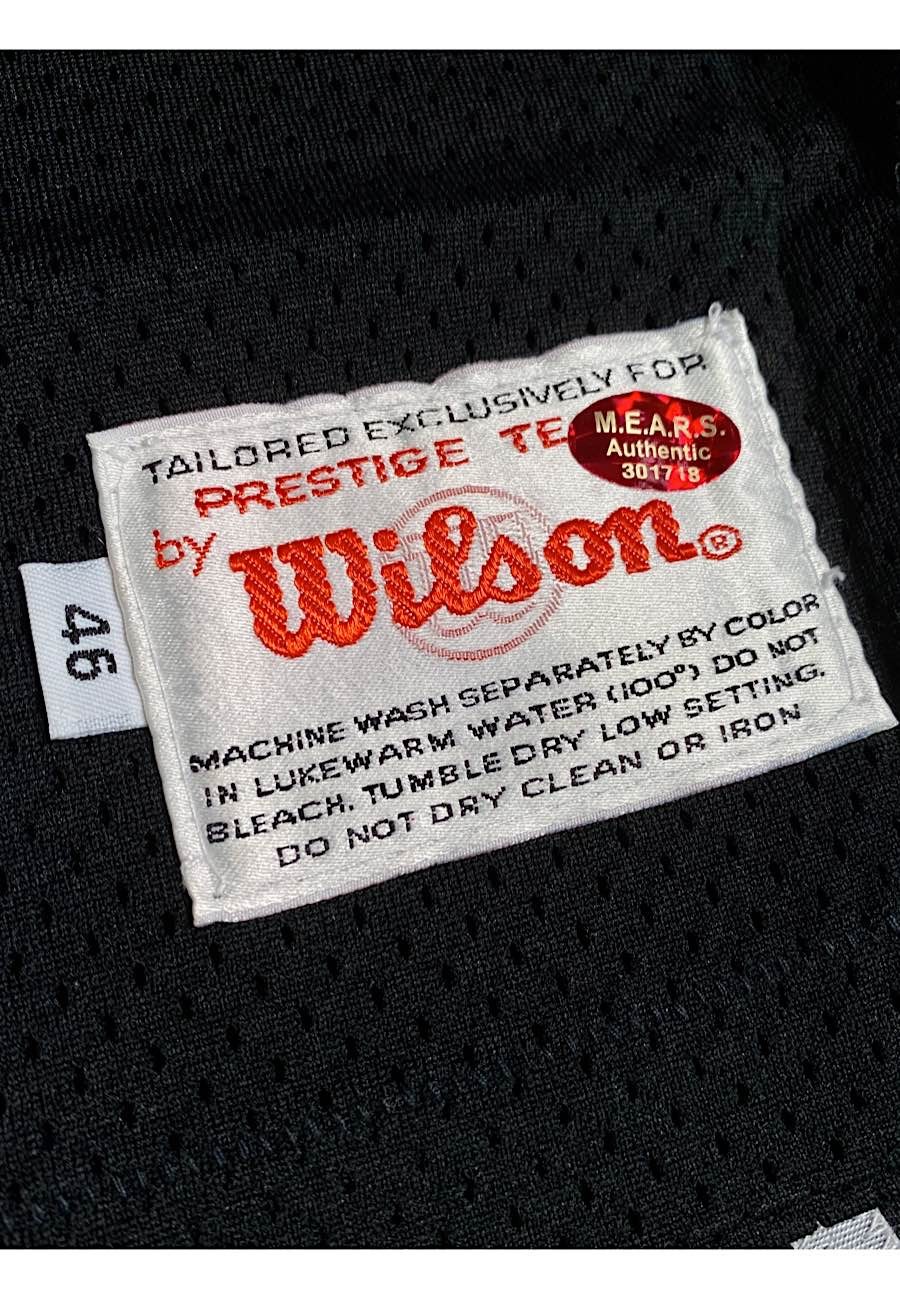 TAILORED EXCLUSIVELY FOR
PRESTIGE TE
M.E.A.R.S.
Authentic
301718
by Wilson®
46
MACHINE WASH SEPARATELY BY COLOR
IN LUKEWARM WATER (100°) DO NOT
BLEACH. TUMBLE DRY LOW SETTING.
DO NOT DRY CLEAN OR IRON